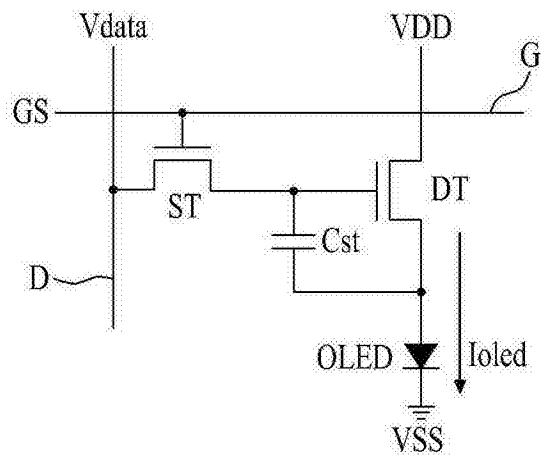 Vdata
VDD
G
GS
DT
ST
Cst
D
OLED
Ioled
VSS